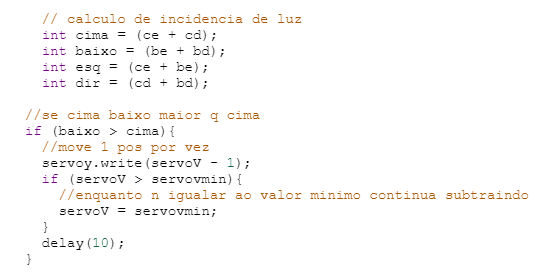 // calculo de incidencia de luz
int cima = (ce + cd);
int baixo = (be + bd);
int esq = (ce + be);
int dir = (cd + bd);
//se cima baixo maior q cima
if (baixo > cima){
//move 1 pos por vez
servoy.write(servoV - 1);
if (servoV > servovmin){
//enquanto n igualar ao valor minimo continua subtraindo
servoV = servovmin;
}
delay(10);
}